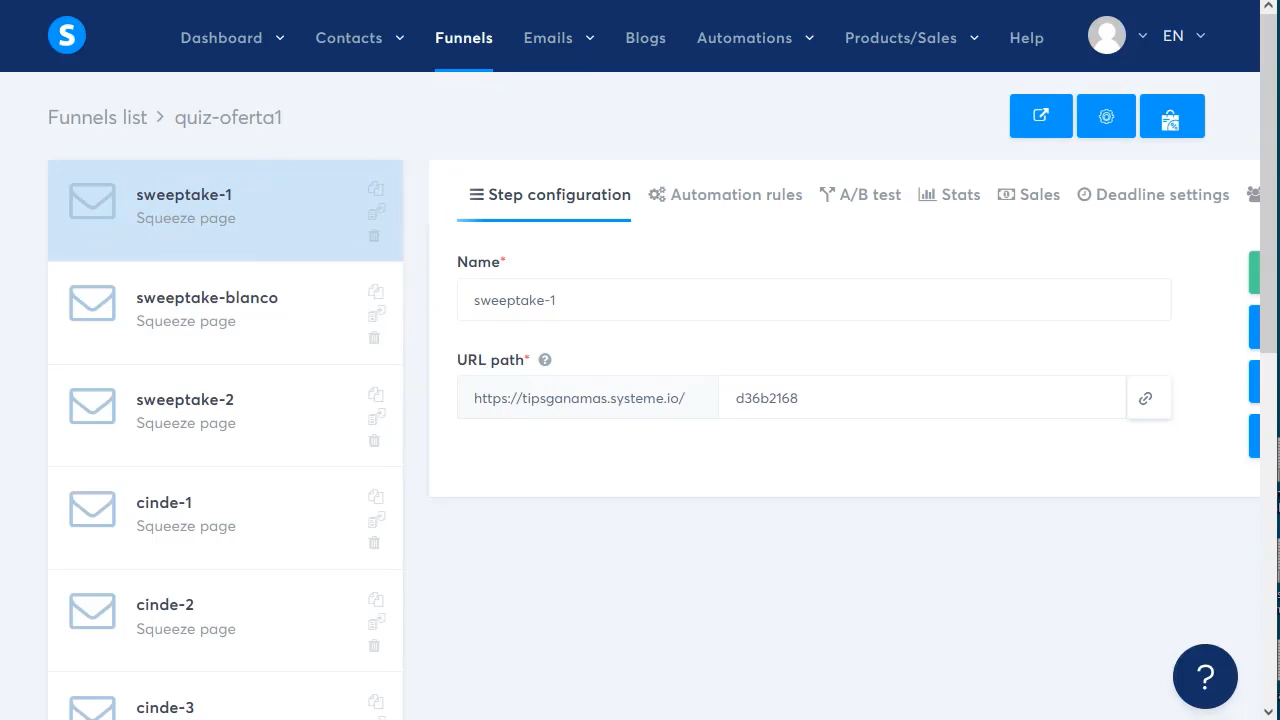 S Dashboard Contacts Funnels Emails Blogs Automations Products/Sales Help EN
Funnels list > quiz-oferta1
sweeptake-1
Squeeze page
sweeptake-blanco
Squeeze page
sweeptake-2
Squeeze page
cinde-1
Squeeze page
cinde-2
Squeeze page
cinde-3
Step configuration Automation rules A/B test Stats Sales Deadline settings
Name*
sweeptake-1
URL path* ?
https://tipsganamas.systeme.io/ d36b2168
?